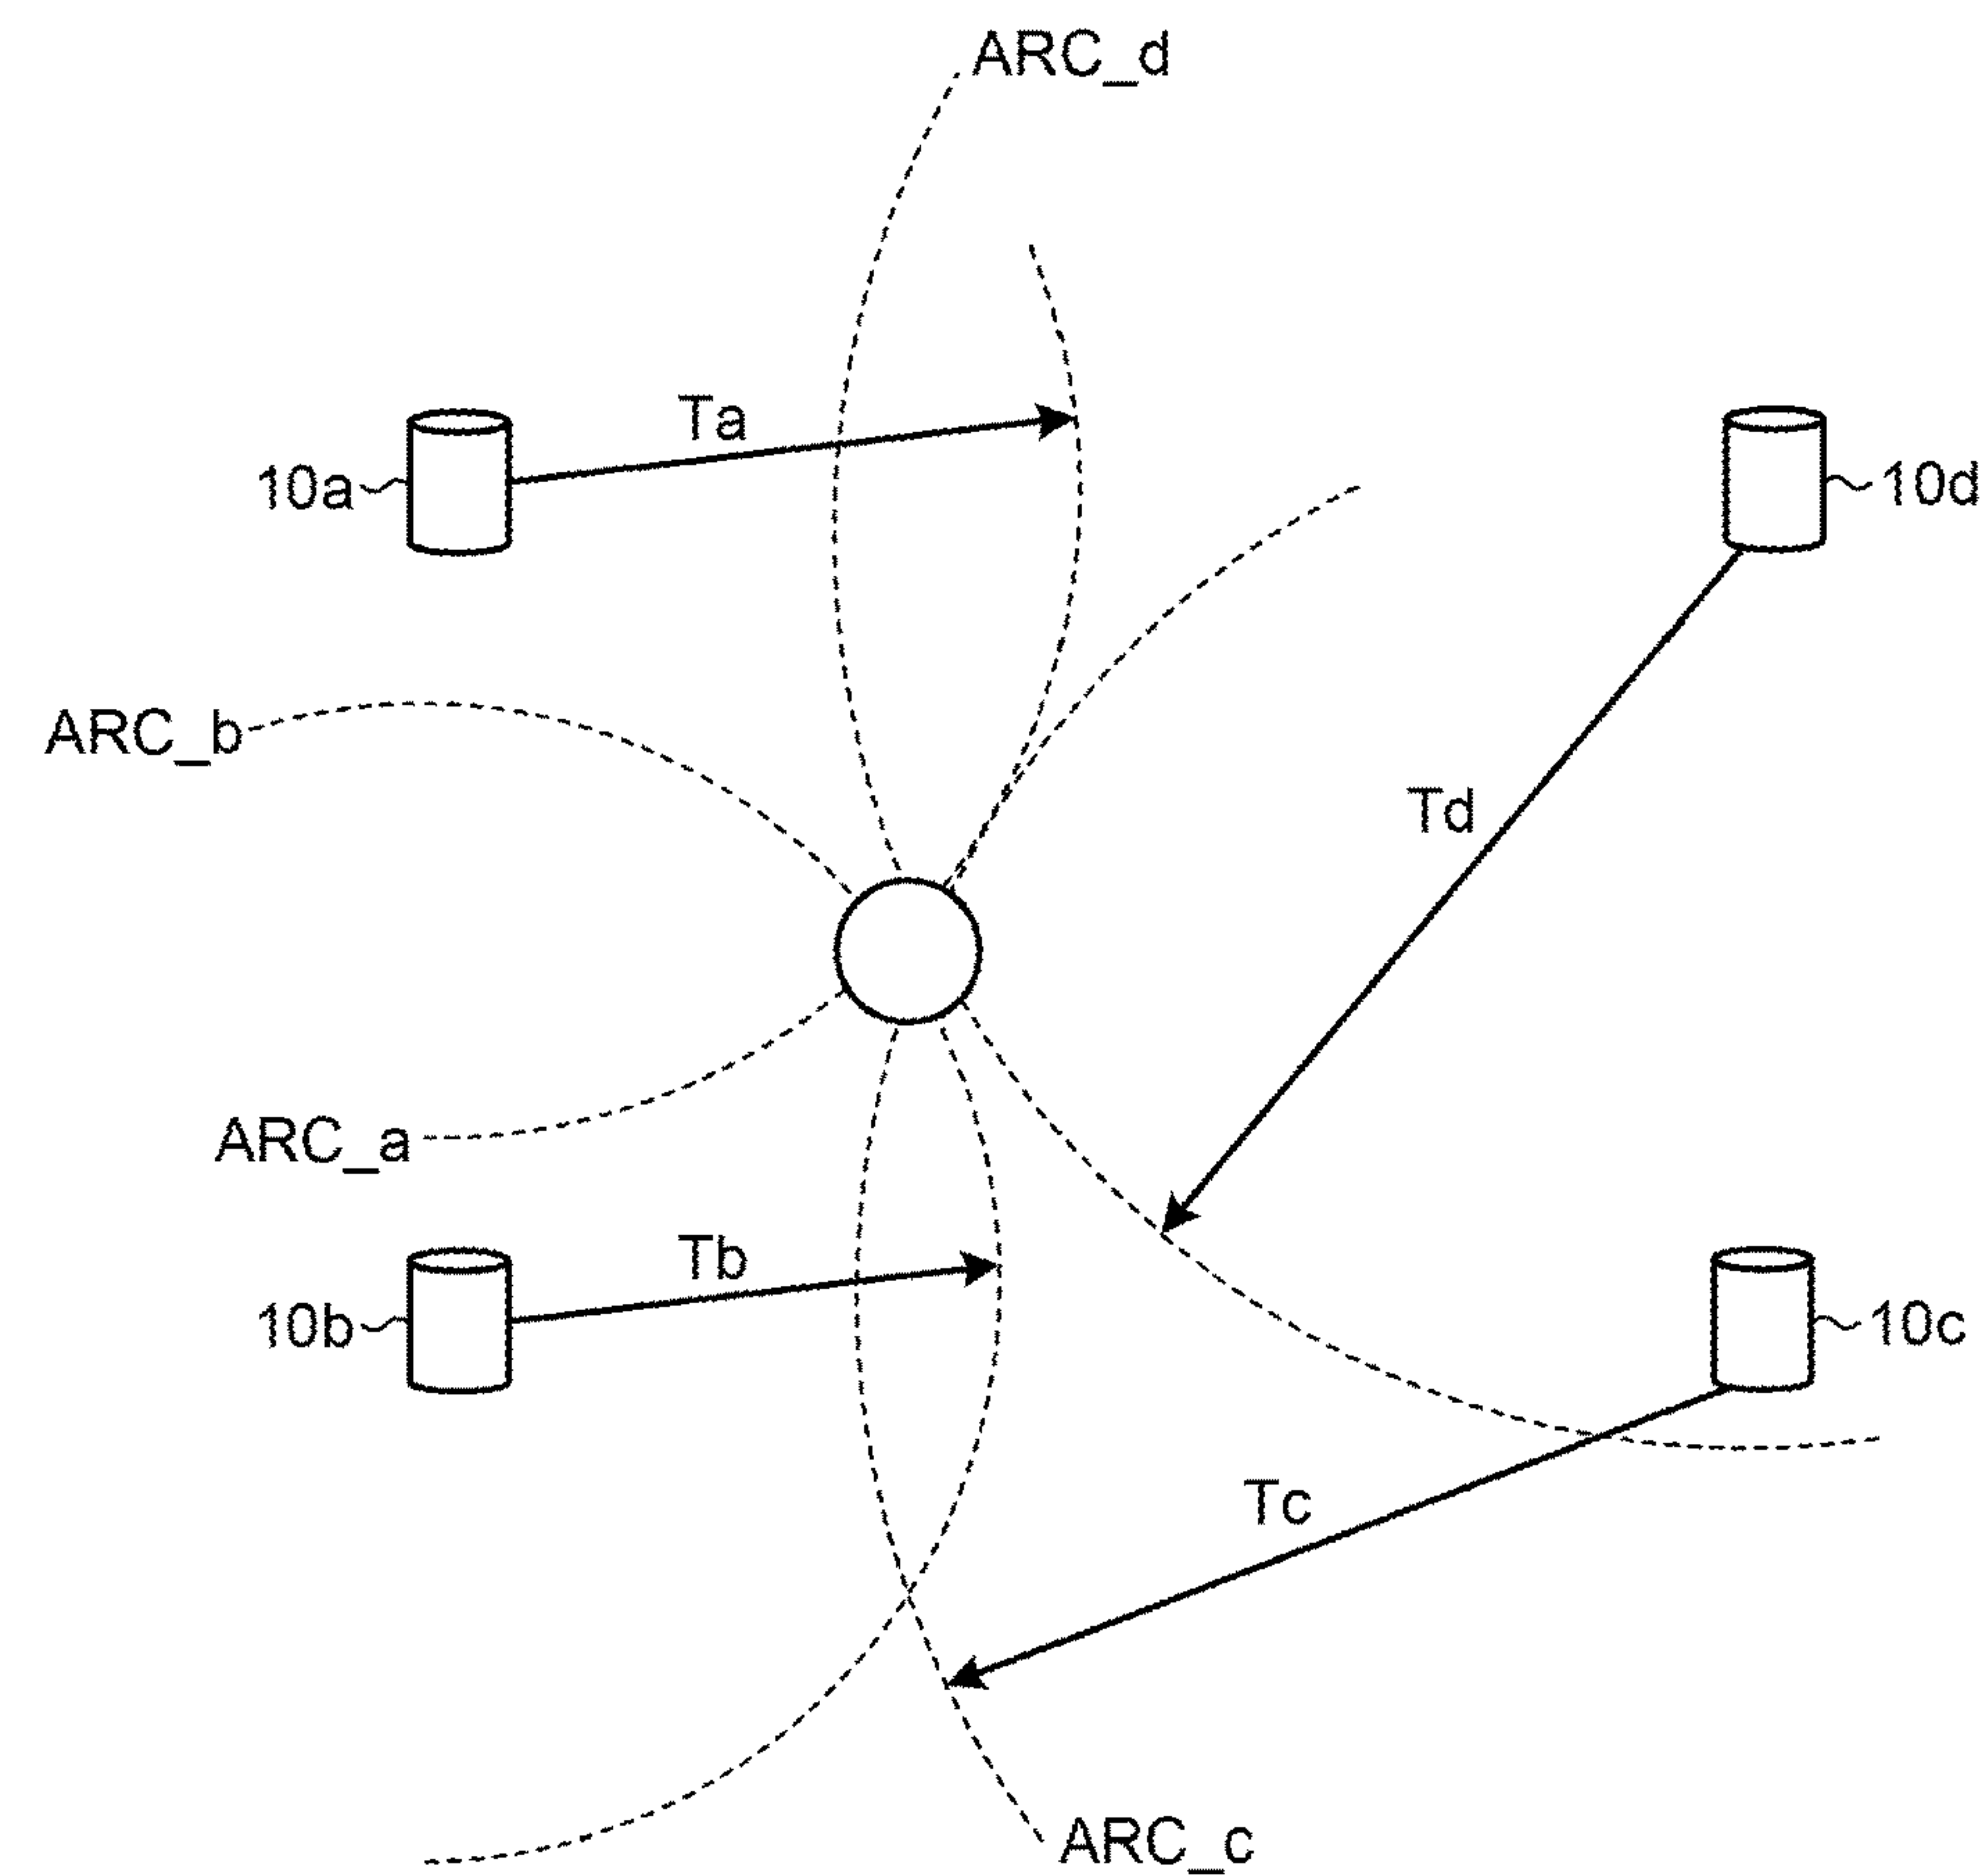 ARC_d
Ta
10a
10d
ARC_b
Td
ARC_a
Tb
10b
10c
Tc
ARC_c